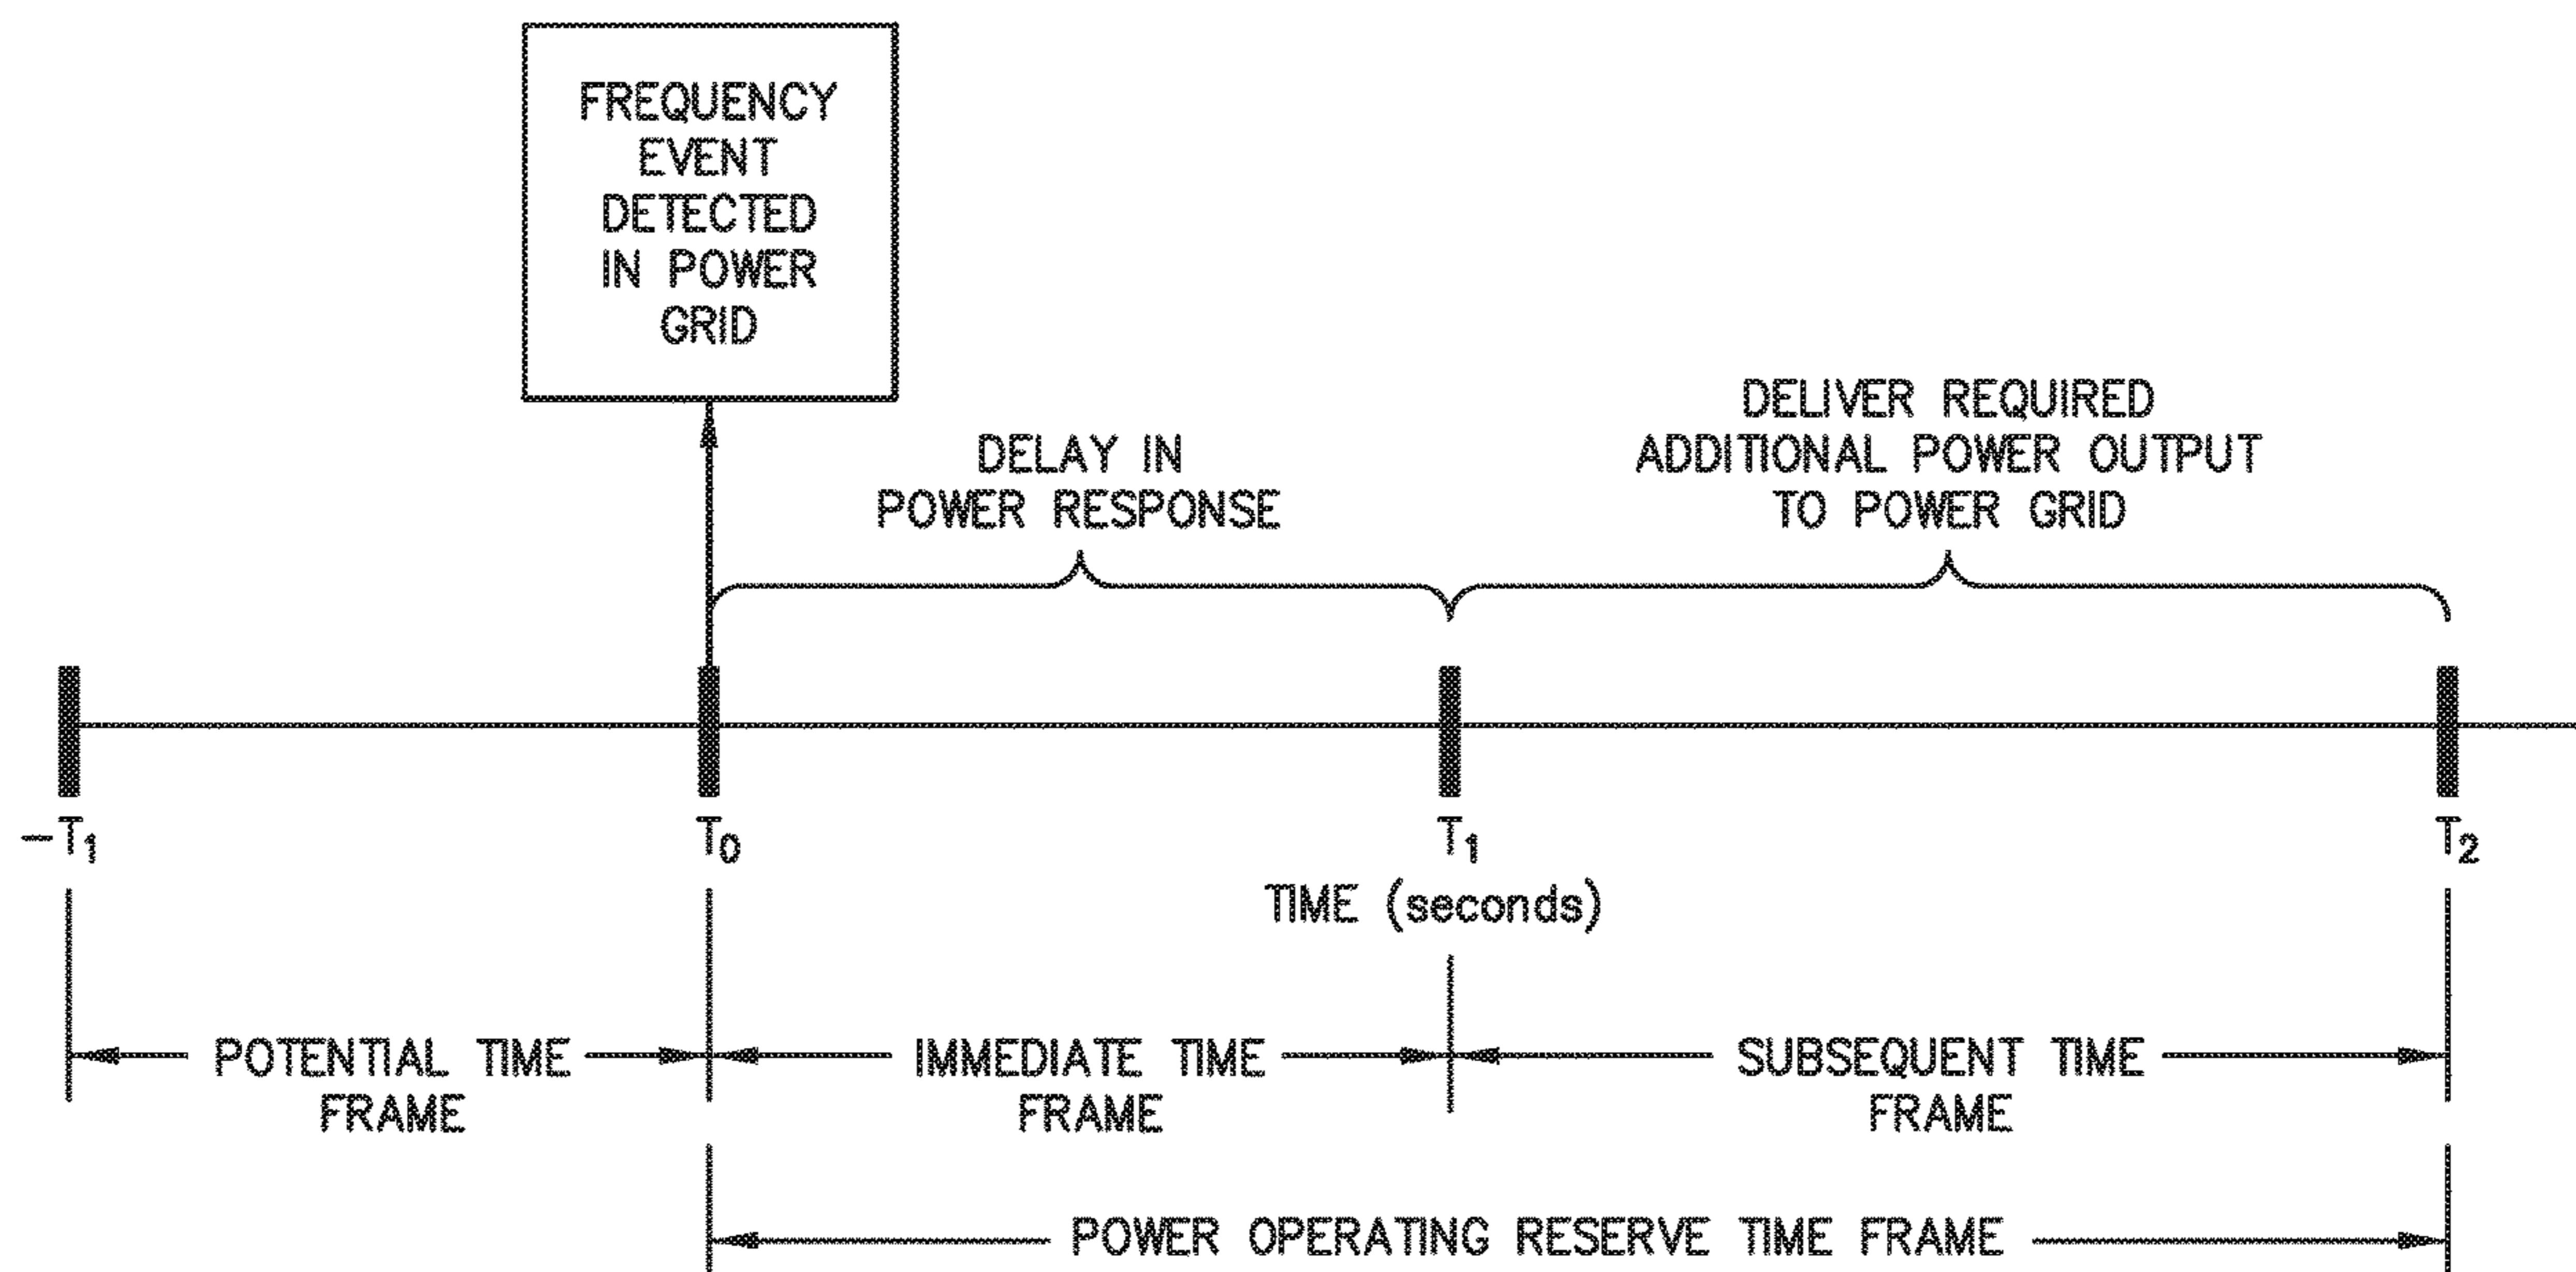 FREQUENCY
EVENT
DETECTED
IN POWER
GRID
DELAY IN
POWER RESPONSE
DELIVER REQUIRED
ADDITIONAL POWER OUTPUT
TO POWER GRID
-T1
T0
T1
T2
TIME (seconds)
POTENTIAL TIME
FRAME
IMMEDIATE TIME
FRAME
SUBSEQUENT TIME
FRAME
POWER OPERATING RESERVE TIME FRAME